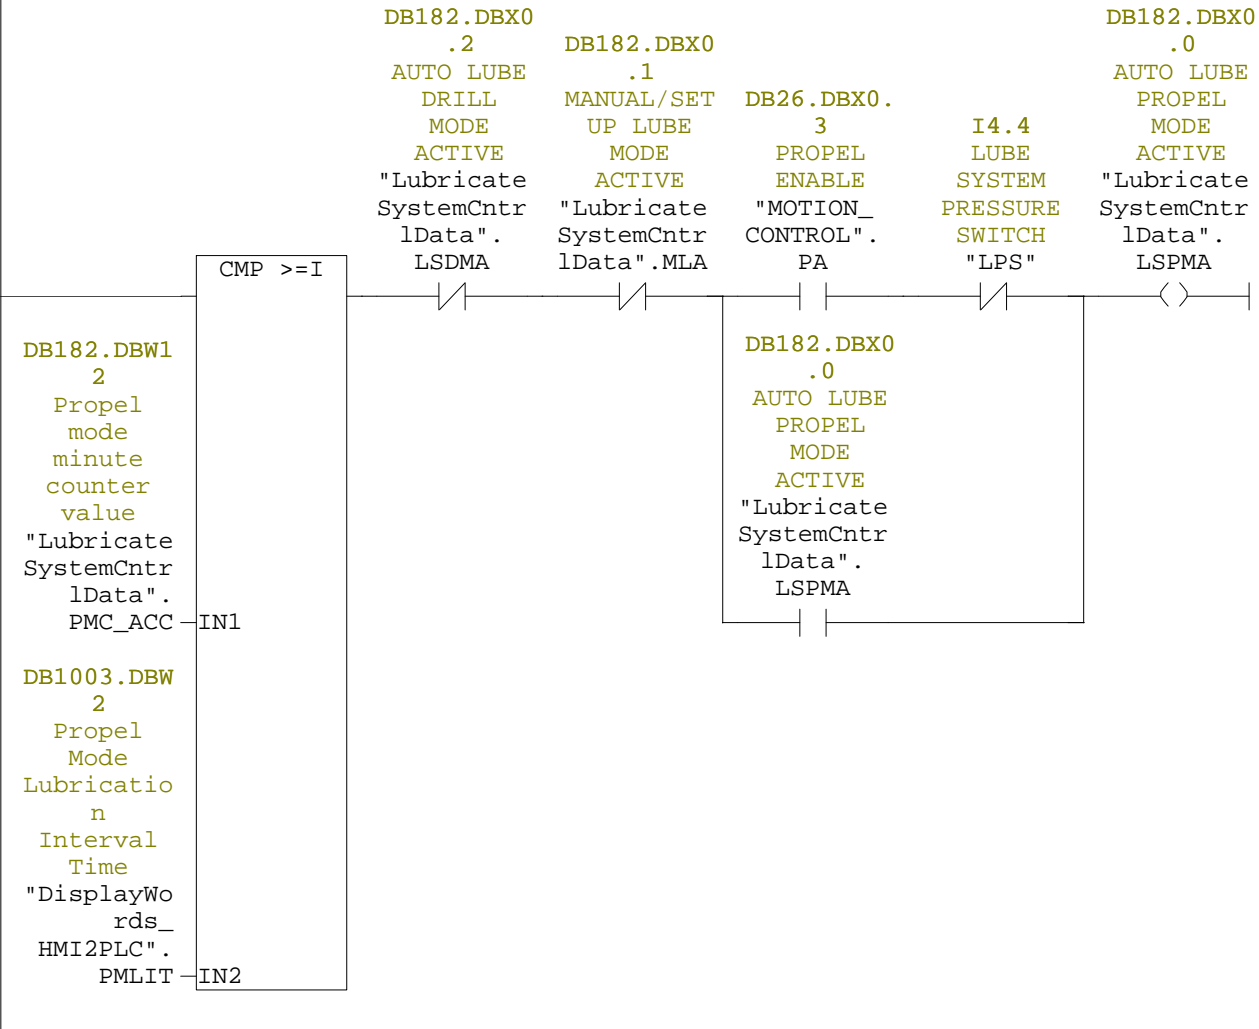 DB182.DBX0
.2
AUTO LUBE
DRILL
MODE
ACTIVE
"Lubricate
SystemCntr
lData".
LSDMA
DB182.DBX0
.1
MANUAL/SET
UP LUBE
MODE
ACTIVE
"Lubricate
SystemCntr
lData".MLA
DB26.DBX0.
3
PROPEL
ENABLE
"MOTION_
CONTROL".
PA
I4.4
LUBE
SYSTEM
PRESSURE
SWITCH
"LPS"
DB182.DBX0
.0
AUTO LUBE
PROPEL
MODE
ACTIVE
"Lubricate
SystemCntr
lData".
LSPMA
CMP >=I
DB182.DBW1
2
Propel
mode
minute
counter
value
"Lubricate
SystemCntr
lData".
PMC_ACC
IN1
DB1003.DBW
2
Propel
Mode
Lubricatio
n
Interval
Time
"DisplayWo
rds_
HMI2PLC".
PMLIT
IN2
DB182.DBX0
.0
AUTO LUBE
PROPEL
MODE
ACTIVE
"Lubricate
SystemCntr
lData".
LSPMA